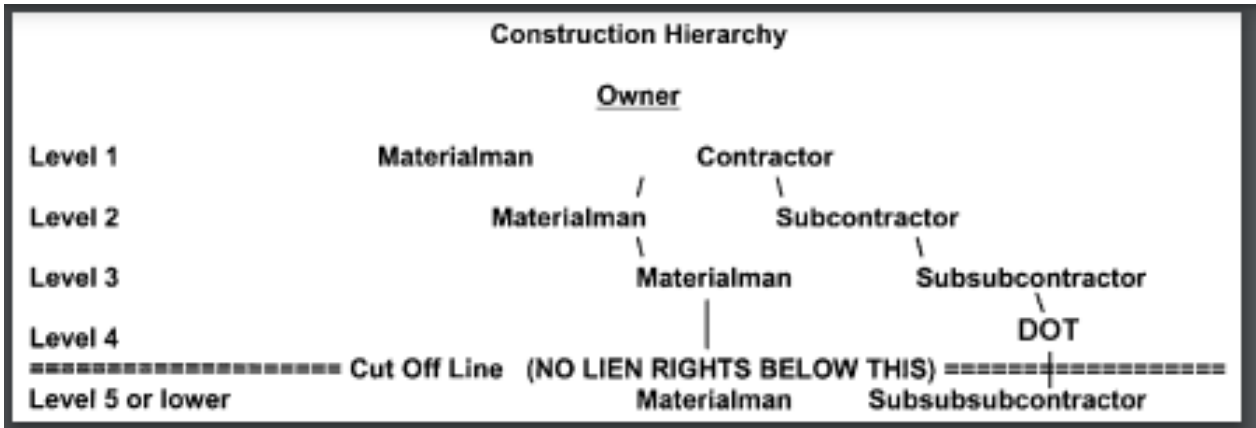 Construction Hierarchy
Owner
Level 1 Materialman Contractor
/ \
Level 2 Materialman Subcontractor
\ \
Level 3 Materialman Subsubcontractor
\
Level 4 DOT
==================== Cut Off Line (NO LIEN RIGHTS BELOW THIS) ==================
Level 5 or lower Materialman Subsubsubcontractor